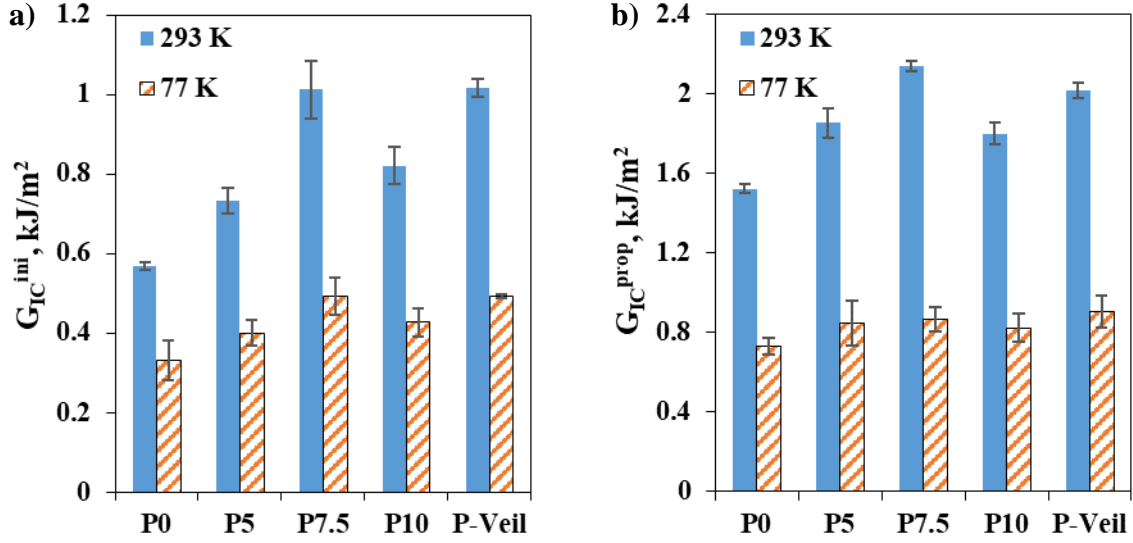 a)
1.2
1
0.8
0.6
0.4
0.2
0
G_IC^ini, kJ/m²
293 K
77 K
P0 P5 P7.5 P10 P-Veil
b)
2.4
2
1.6
1.2
0.8
0.4
0
G_IC^prop, kJ/m²
293 K
77 K
P0 P5 P7.5 P10 P-Veil